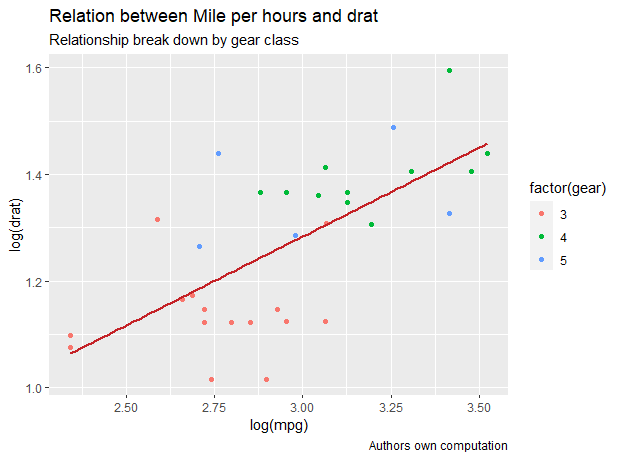 Relation between Mile per hours and drat
Relationship break down by gear class
1.6
1.4
1.2
1.0
log(drat)
2.50 2.75 3.00 3.25 3.50
log(mpg)
factor(gear)
3
4
5
Authors own computation